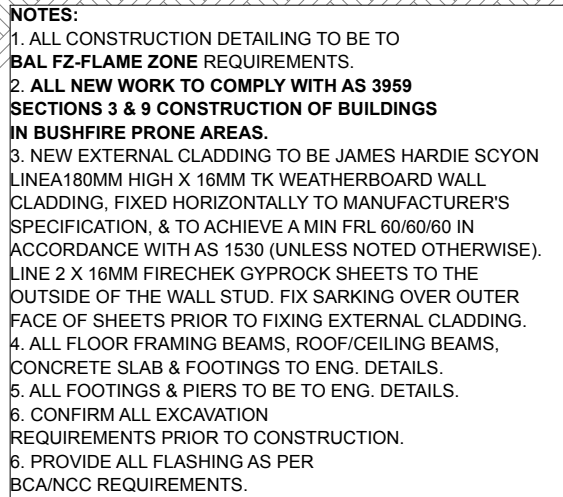 NOTES:
1. ALL CONSTRUCTION DETAILING TO BE TO
BAL FZ-FLAME ZONE REQUIREMENTS.
2. ALL NEW WORK TO COMPLY WITH AS 3959
SECTIONS 3 & 9 CONSTRUCTION OF BUILDINGS
IN BUSHFIRE PRONE AREAS.
3. NEW EXTERNAL CLADDING TO BE JAMES HARDIE SCYON
LINEA180MM HIGH X 16MM TK WEATHERBOARD WALL
CLADDING, FIXED HORIZONTALLY TO MANUFACTURER'S
SPECIFICATION, & TO ACHIEVE A MIN FRL 60/60/60 IN
ACCORDANCE WITH AS 1530 (UNLESS NOTED OTHERWISE).
LINE 2 X 16MM FIRECHEK GYPROCK SHEETS TO THE
OUTSIDE OF THE WALL STUD. FIX SARKING OVER OUTER
FACE OF SHEETS PRIOR TO FIXING EXTERNAL CLADDING.
4. ALL FLOOR FRAMING BEAMS, ROOF/CEILING BEAMS,
CONCRETE SLAB & FOOTINGS TO ENG. DETAILS.
5. ALL FOOTINGS & PIERS TO BE TO ENG. DETAILS.
6. CONFIRM ALL EXCAVATION
REQUIREMENTS PRIOR TO CONSTRUCTION.
6. PROVIDE ALL FLASHING AS PER
BCA/NCC REQUIREMENTS.